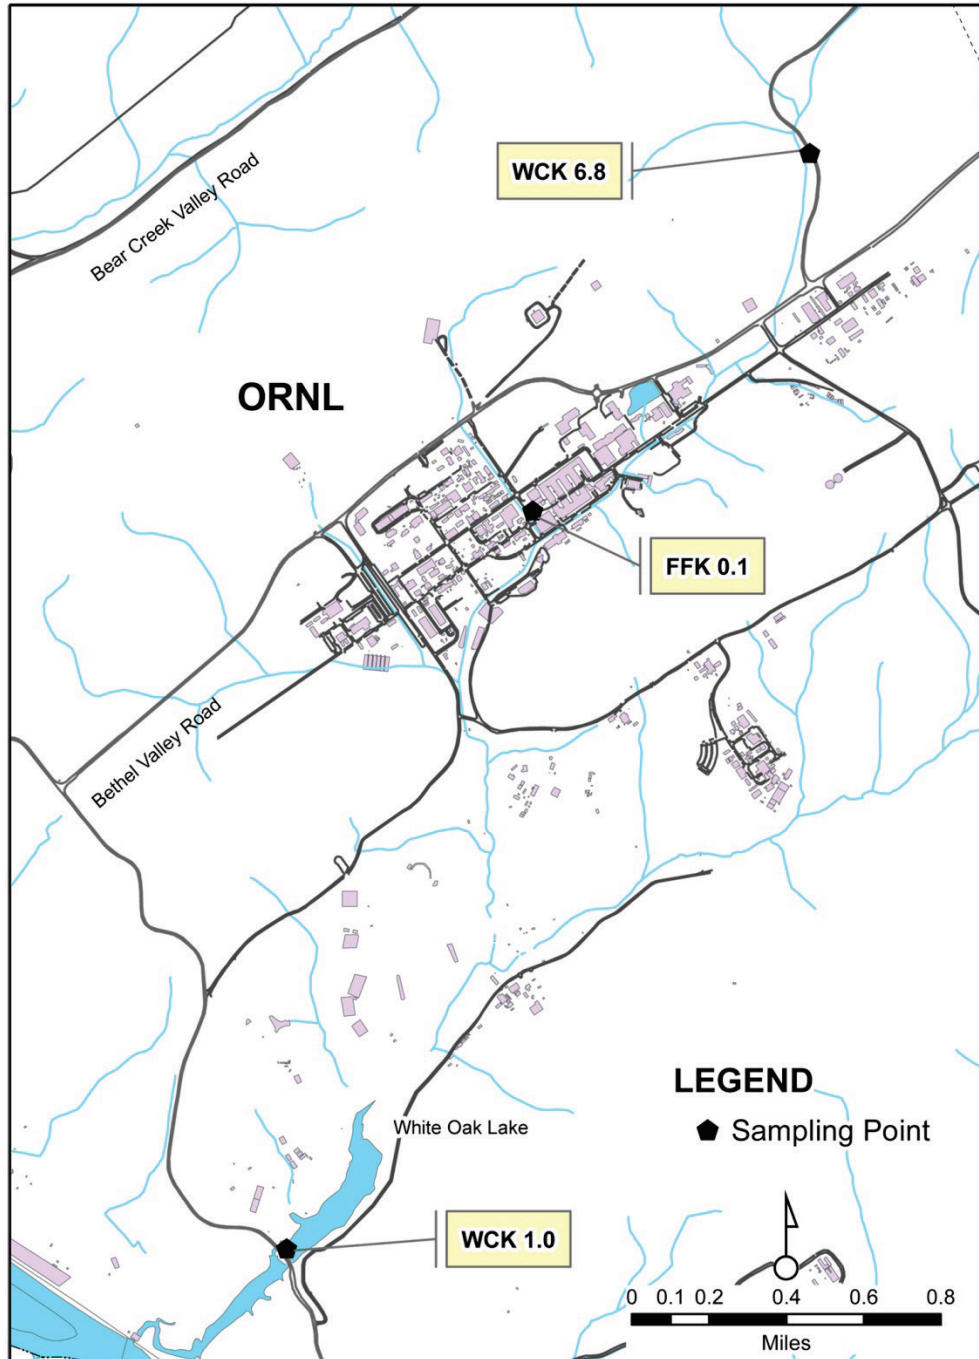 WCK 6.8
Bear Creek Valley Road
ORNL
FFK 0.1
Bethel Valley Road
LEGEND
Sampling Point
White Oak Lake
WCK 1.0
0 0.1 0.2 0.4 0.6 0.8
Miles